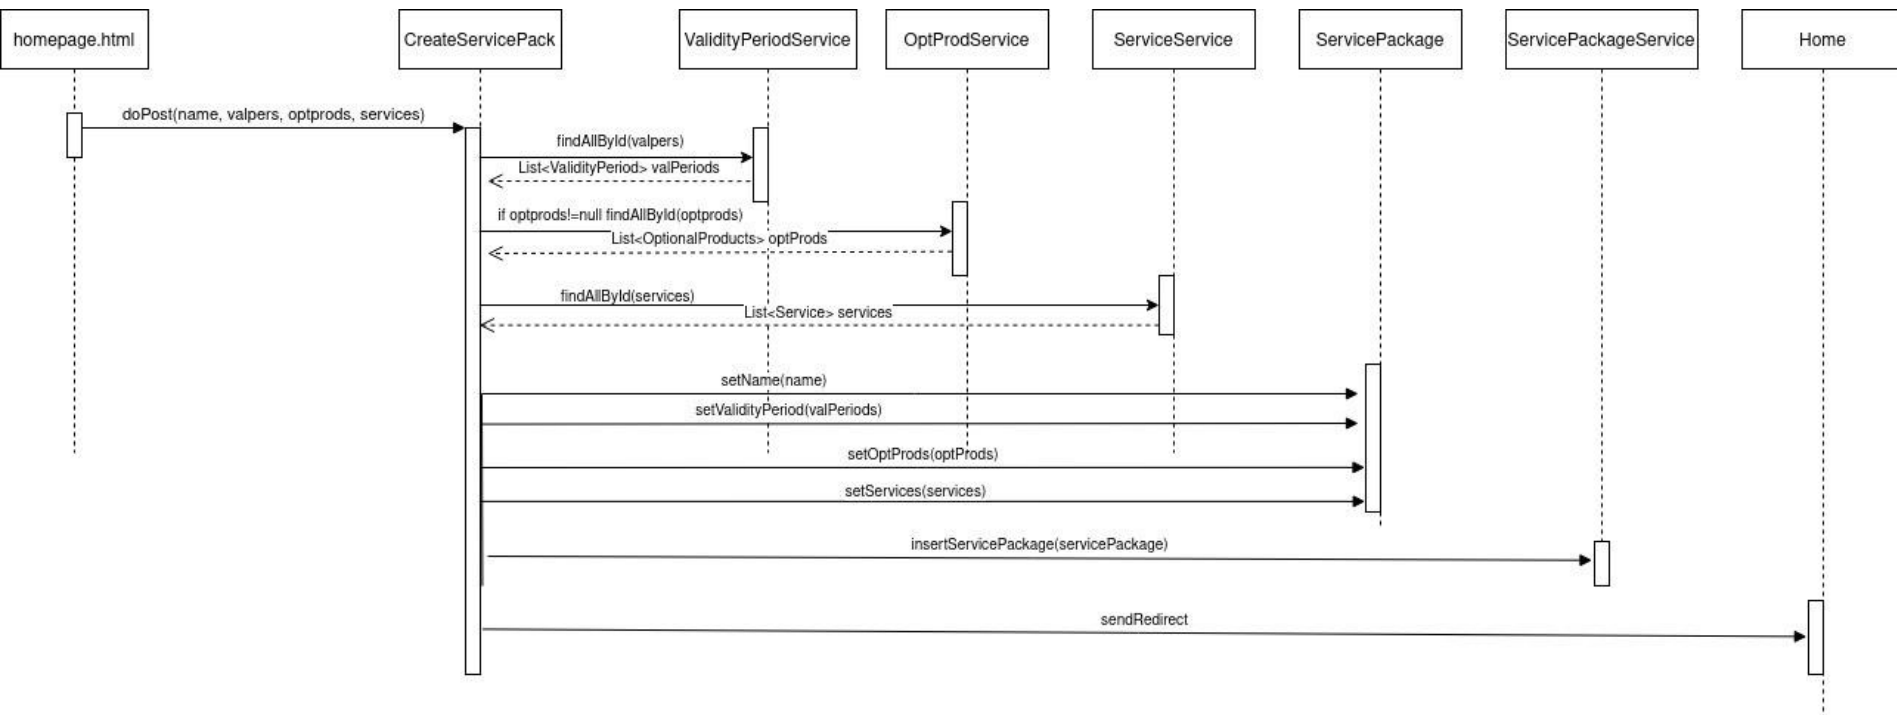 homepage.html
CreateServicePack
ValidityPeriodService
OptProdService
ServiceService
ServicePackage
ServicePackageService
Home
doPost(name, valpers, optprods, services)
findAllById(valpers)
List<ValidityPeriod> valPeriods
if optprods!=null findAllById(optprods)
List<OptionalProducts> optProds
findAllById(services)
List<Service> services
setName(name)
setValidityPeriod(valPeriods)
setOptProds(optProds)
setServices(services)
insertServicePackage(servicePackage)
sendRedirect